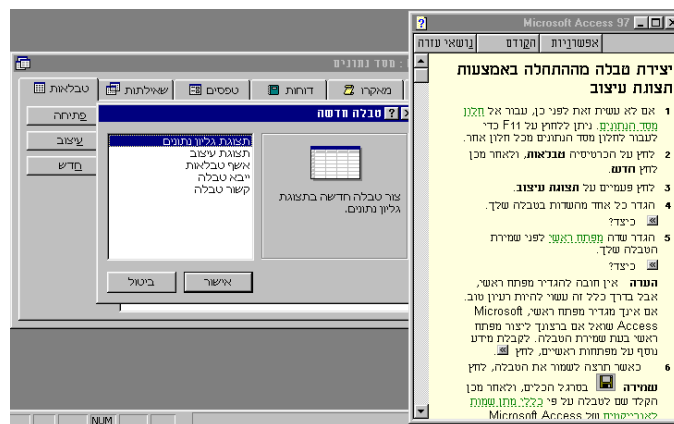 Microsoft Access 97
נושאי עזרה
הקודם
אפשרויות
יצירת טבלה מההתחלה באמצעות
תצוגת עיצוב
1 אם לא עשית זאת לפני כן, עבור אל חלון
מסד הנתונים. ניתן ללחוץ על F11 כדי
לעבור לחלון מסד הנתונים מכל חלון אחר.
2 לחץ על הכרטיסיה טבלאות, ולאחר מכן
לחץ חדש.
3 לחץ פעמיים על תצוגת עיצוב.
4 הגדר כל אחד מהשדות בטבלה שלך.
כיצד?
5 הגדר שדה מפתח ראשי לפני שמירת
הטבלה שלך.
כיצד?
הערה אין חובה להגדיר מפתח ראשי,
אבל בדרך כלל זה עשוי להיות רעיון טוב.
אם אינך מגדיר מפתח ראשי, Microsoft
Access שואל אם ברצונך ליצור מפתח
ראשי בעת שמירת הטבלה. לקבלת מידע
נוסף על מפתחות ראשיים, לחץ.
6 כאשר תרצה לשמור את הטבלה, לחץ
שמירה בסרגל הכלים, ולאחר מכן
הקלד שם לטבלה על פי כללי מתן שמות
לאובייקטים של Microsoft Access
: מסד נתונים
טבלאות
שאילתות
טפסים
דוחות
מאקרו
פתיחה
עיצוב
חדש
טבלה חדשה
תצוגת גליון נתונים
תצוגת עיצוב
אשף טבלאות
ייבא טבלה
קשור טבלה
צור טבלה חדשה בתצוגת
גליון נתונים.
אישור
ביטול
NUM